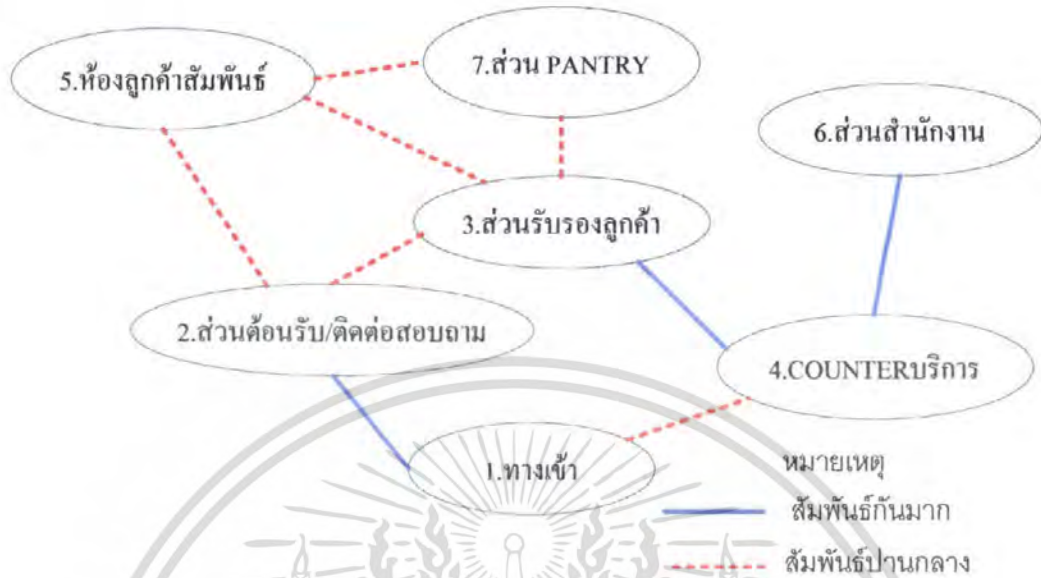 5.ห้องลูกค้าสัมพันธ์
7.ส่วน PANTRY
6.ส่วนสำนักงาน
3.ส่วนรับรองลูกค้า
2.ส่วนต้อนรับ/ติดต่อสอบถาม
4.COUNTERบริการ
1.ทางเข้า
หมายเหตุ
สัมพันธ์กันมาก
สัมพันธ์ปานกลาง